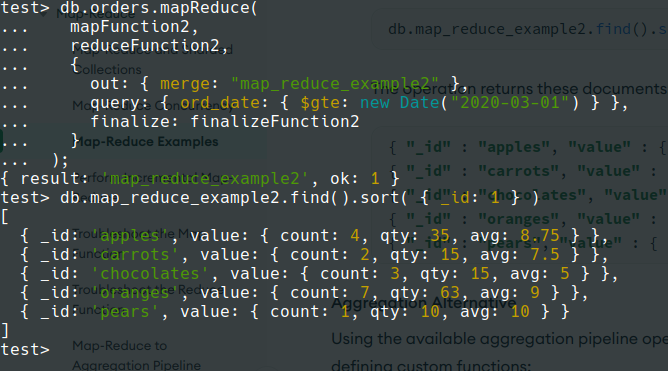 test> db.orders.mapReduce(
...     mapFunction2,
...     reduceFunction2,
...     {
...       out: { merge: "map_reduce_example2" },
...       query: { ord_date: { $gte: new Date("2020-03-01") } },
...       finalize: finalizeFunction2
...     }
...   );
{ result: 'map_reduce_example2', ok: 1 }
test> db.map_reduce_example2.find().sort( { _id: 1 } )
[
  { _id: 'apples', value: { count: 4, qty: 35, avg: 8.75 } },
  { _id: 'carrots', value: { count: 2, qty: 15, avg: 7.5 } },
  { _id: 'chocolates', value: { count: 3, qty: 15, avg: 5 } },
  { _id: 'oranges', value: { count: 7, qty: 63, avg: 9 } },
  { _id: 'pears', value: { count: 1, qty: 10, avg: 10 } }
]
test>
Map-Reduce
Collections
Map-Reduce Examples
Map-Reduce to
Aggregation Pipeline
db.map_reduce_example2.find().s
The operation returns these documents
{ "_id" : "apples", "value" : {
{ "_id" : "carrots", "value" :
{ "_id" : "chocolates", "value"
{ "_id" : "oranges", "value" :
{ "_id" : "pears", "value" : {
Aggregation Alternative
Using the available aggregation pipeline ope
defining custom functions: